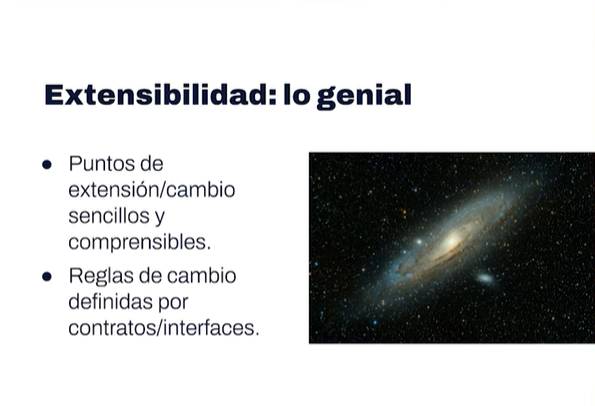 Extensibilidad: lo genial
● Puntos de
extensión/cambio
sencillos y
comprensibles.
● Reglas de cambio
definidas por
contratos/interfaces.